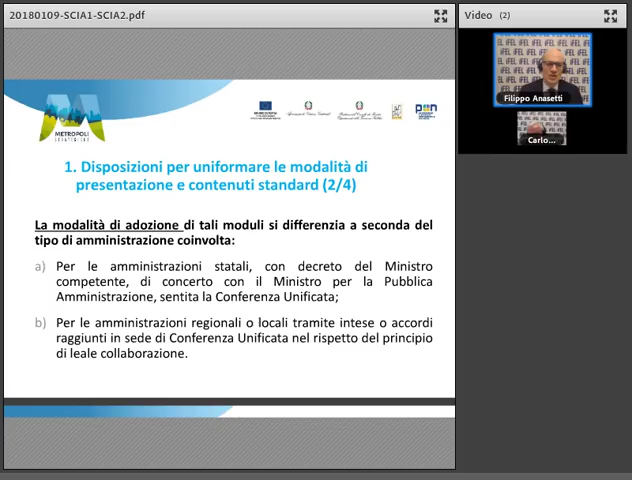 20180109-SCIA1-SCIA2.pdf
Video (2)
Filippo Anasetti
Carlo...
METROPOLI
STRATEGICHE
pon
1. Disposizioni per uniformare le modalità di
presentazione e contenuti standard (2/4)
La modalità di adozione di tali moduli si differenzia a seconda del
tipo di amministrazione coinvolta:
a) Per le amministrazioni statali, con decreto del Ministro
competente, di concerto con il Ministro per la Pubblica
Amministrazione, sentita la Conferenza Unificata;
b) Per le amministrazioni regionali o locali tramite intese o accordi
raggiunti in sede di Conferenza Unificata nel rispetto del principio
di leale collaborazione.